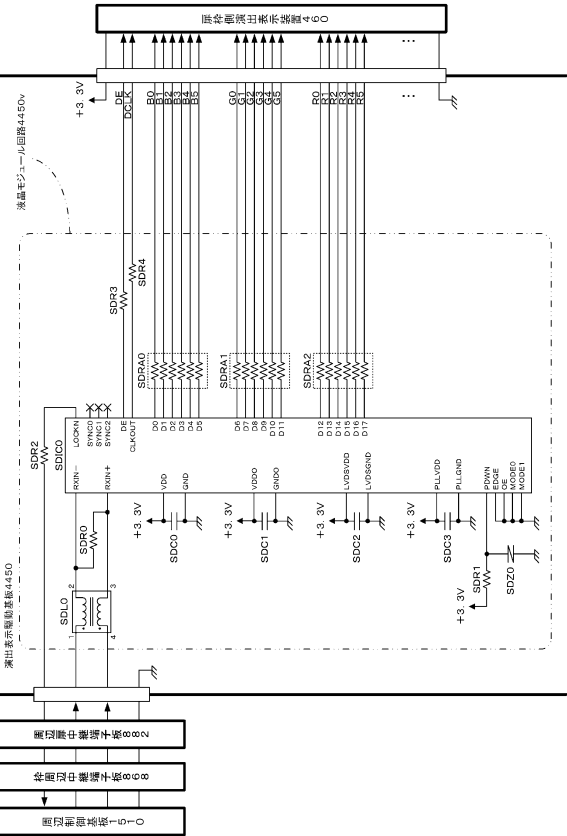 扉枠側演出表示装置460
+3.3V
DE
DCLK
B0
B1
B2
B3
B4
B5
G0
G1
G2
G3
G4
G5
R0
R1
R2
R3
R4
R5
...
...
液晶モジュール回路4450v
SDR3
SDR4
SDRA0
SDRA1
SDRA2
SDR2
SDIC0
LOCKN
SYNC0
SYNC1
SYNC2
DE
CLKOUT
D0
D1
D2
D3
D4
D5
D6
D7
D8
D9
D10
D11
D12
D13
D14
D15
D16
D17
RXIN-
RXIN+
VDD
GND
VDDO
GNDO
LVDSVDD
LVDSGND
PLLVDD
PLLGND
PDWN
EDGE
OE
MODE0
MODE1
SDR0
+3.3V
SDC0
+3.3V
SDC1
+3.3V
SDC2
+3.3V
SDC3
+3.3V
SDR1
SDZ0
SDL0
1
2
3
4
演出表示駆動基板4450
周辺扉中継端子板882
枠周辺中継端子板868
周辺制御基板1510